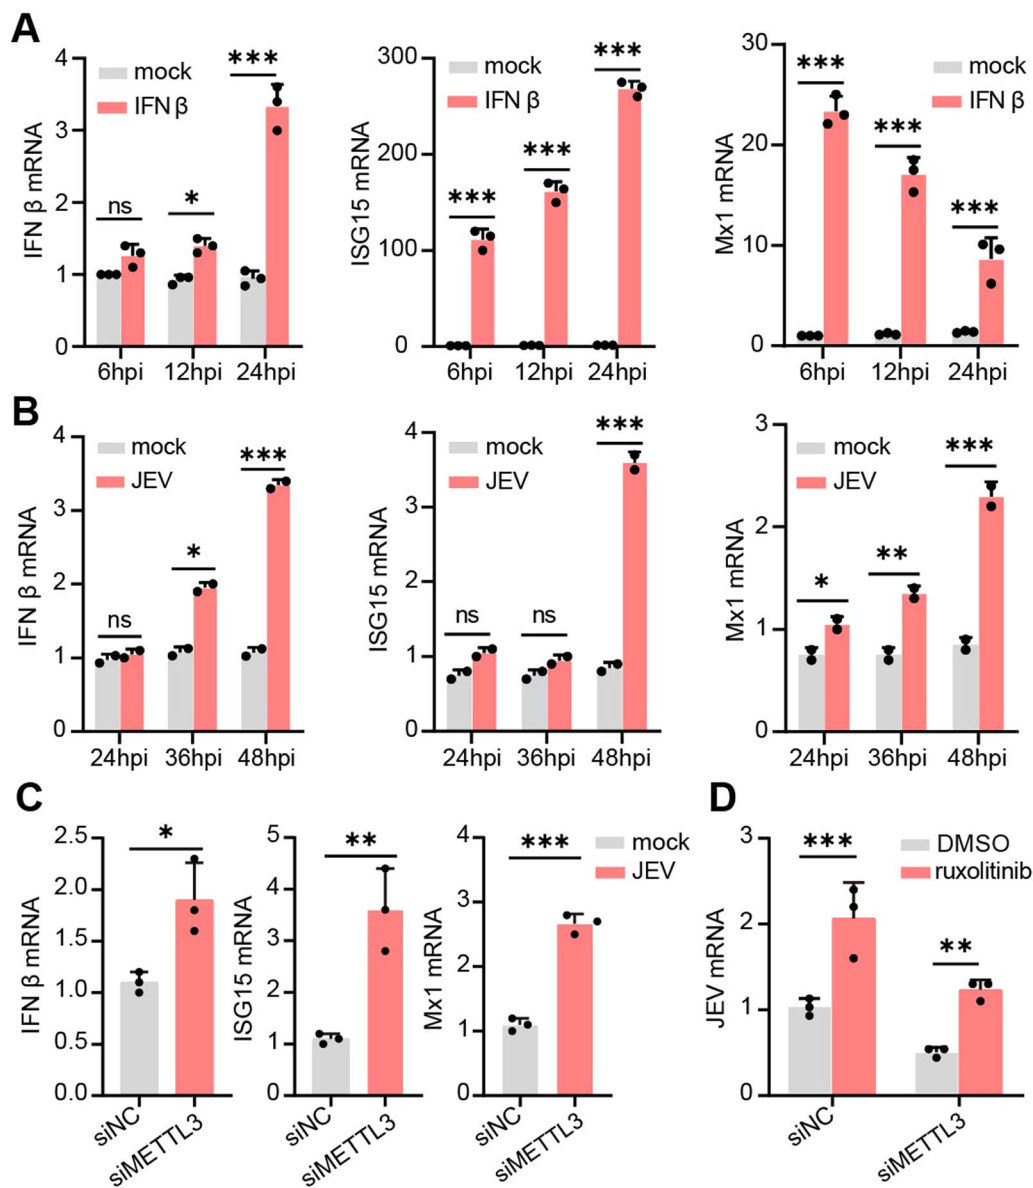 A
IFN β mRNA
4
3
2
1
0
mock
IFN β
ns
*
***
6hpi
12hpi
24hpi
ISG15 mRNA
300
200
100
0
mock
IFN β
***
***
***
6hpi
12hpi
24hpi
Mx1 mRNA
30
20
10
0
mock
IFN β
***
***
***
6hpi
12hpi
24hpi
B
IFN β mRNA
4
3
2
1
0
mock
JEV
ns
*
***
24hpi
36hpi
48hpi
ISG15 mRNA
4
3
2
1
0
mock
JEV
ns
ns
***
24hpi
36hpi
48hpi
Mx1 mRNA
3
2
1
0
mock
JEV
*
**
***
24hpi
36hpi
48hpi
C
IFN β mRNA
2.5
2.0
1.5
1.0
0.5
0.0
*
siNC
siMETTL3
ISG15 mRNA
5
4
3
2
1
0
**
siNC
siMETTL3
Mx1 mRNA
4
3
2
1
0
***
mock
JEV
siNC
siMETTL3
D
JEV mRNA
3
2
1
0
***
**
DMSO
ruxolitinib
siNC
siMETTL3